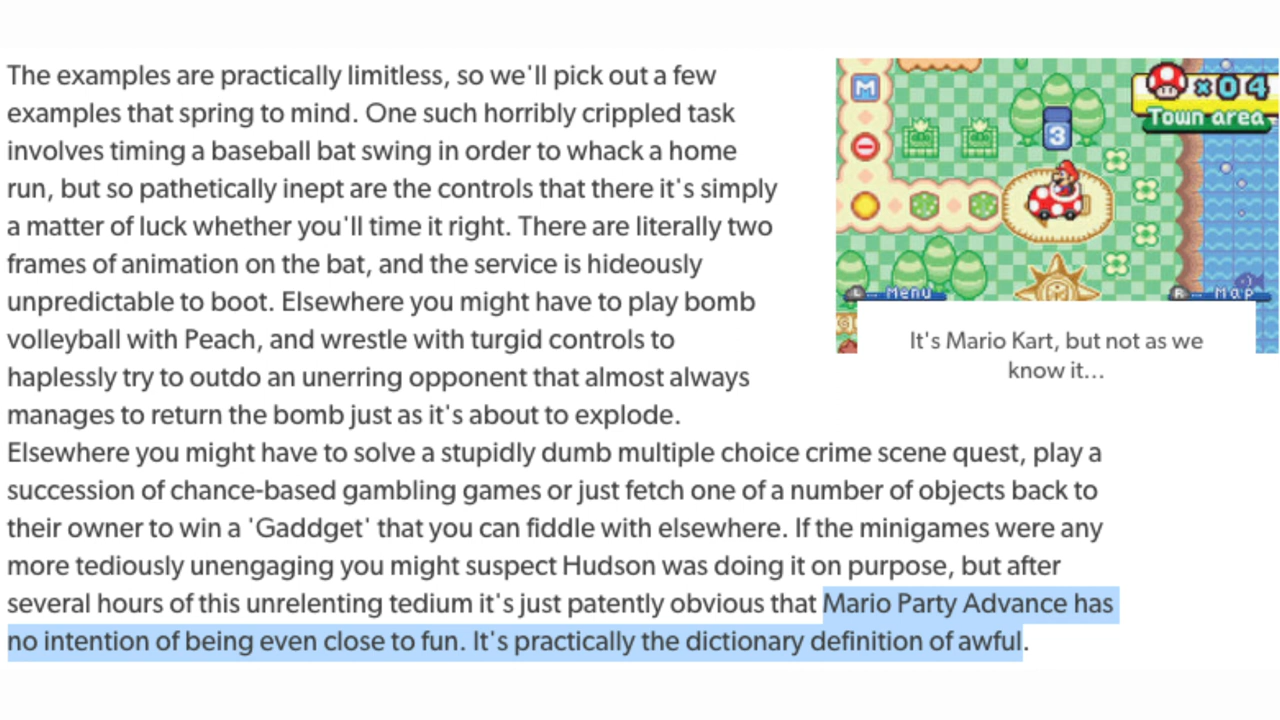 The examples are practically limitless, so we'll pick out a few
examples that spring to mind. One such horribly crippled task
involves timing a baseball bat swing in order to whack a home
run, but so pathetically inept are the controls that there it's simply
a matter of luck whether you'll time it right. There are literally two
frames of animation on the bat, and the service is hideously
unpredictable to boot. Elsewhere you might have to play bomb
volleyball with Peach, and wrestle with turgid controls to
haplessly try to outdo an unerring opponent that almost always
manages to return the bomb just as it's about to explode.
M
×04
Town area
3
L-- Menu
R-- Map
It's Mario Kart, but not as we
know it...
Elsewhere you might have to solve a stupidly dumb multiple choice crime scene quest, play a
succession of chance-based gambling games or just fetch one of a number of objects back to
their owner to win a 'Gaddget' that you can fiddle with elsewhere. If the minigames were any
more tediously unengaging you might suspect Hudson was doing it on purpose, but after
several hours of this unrelenting tedium it's just patently obvious that Mario Party Advance has
no intention of being even close to fun. It's practically the dictionary definition of awful.